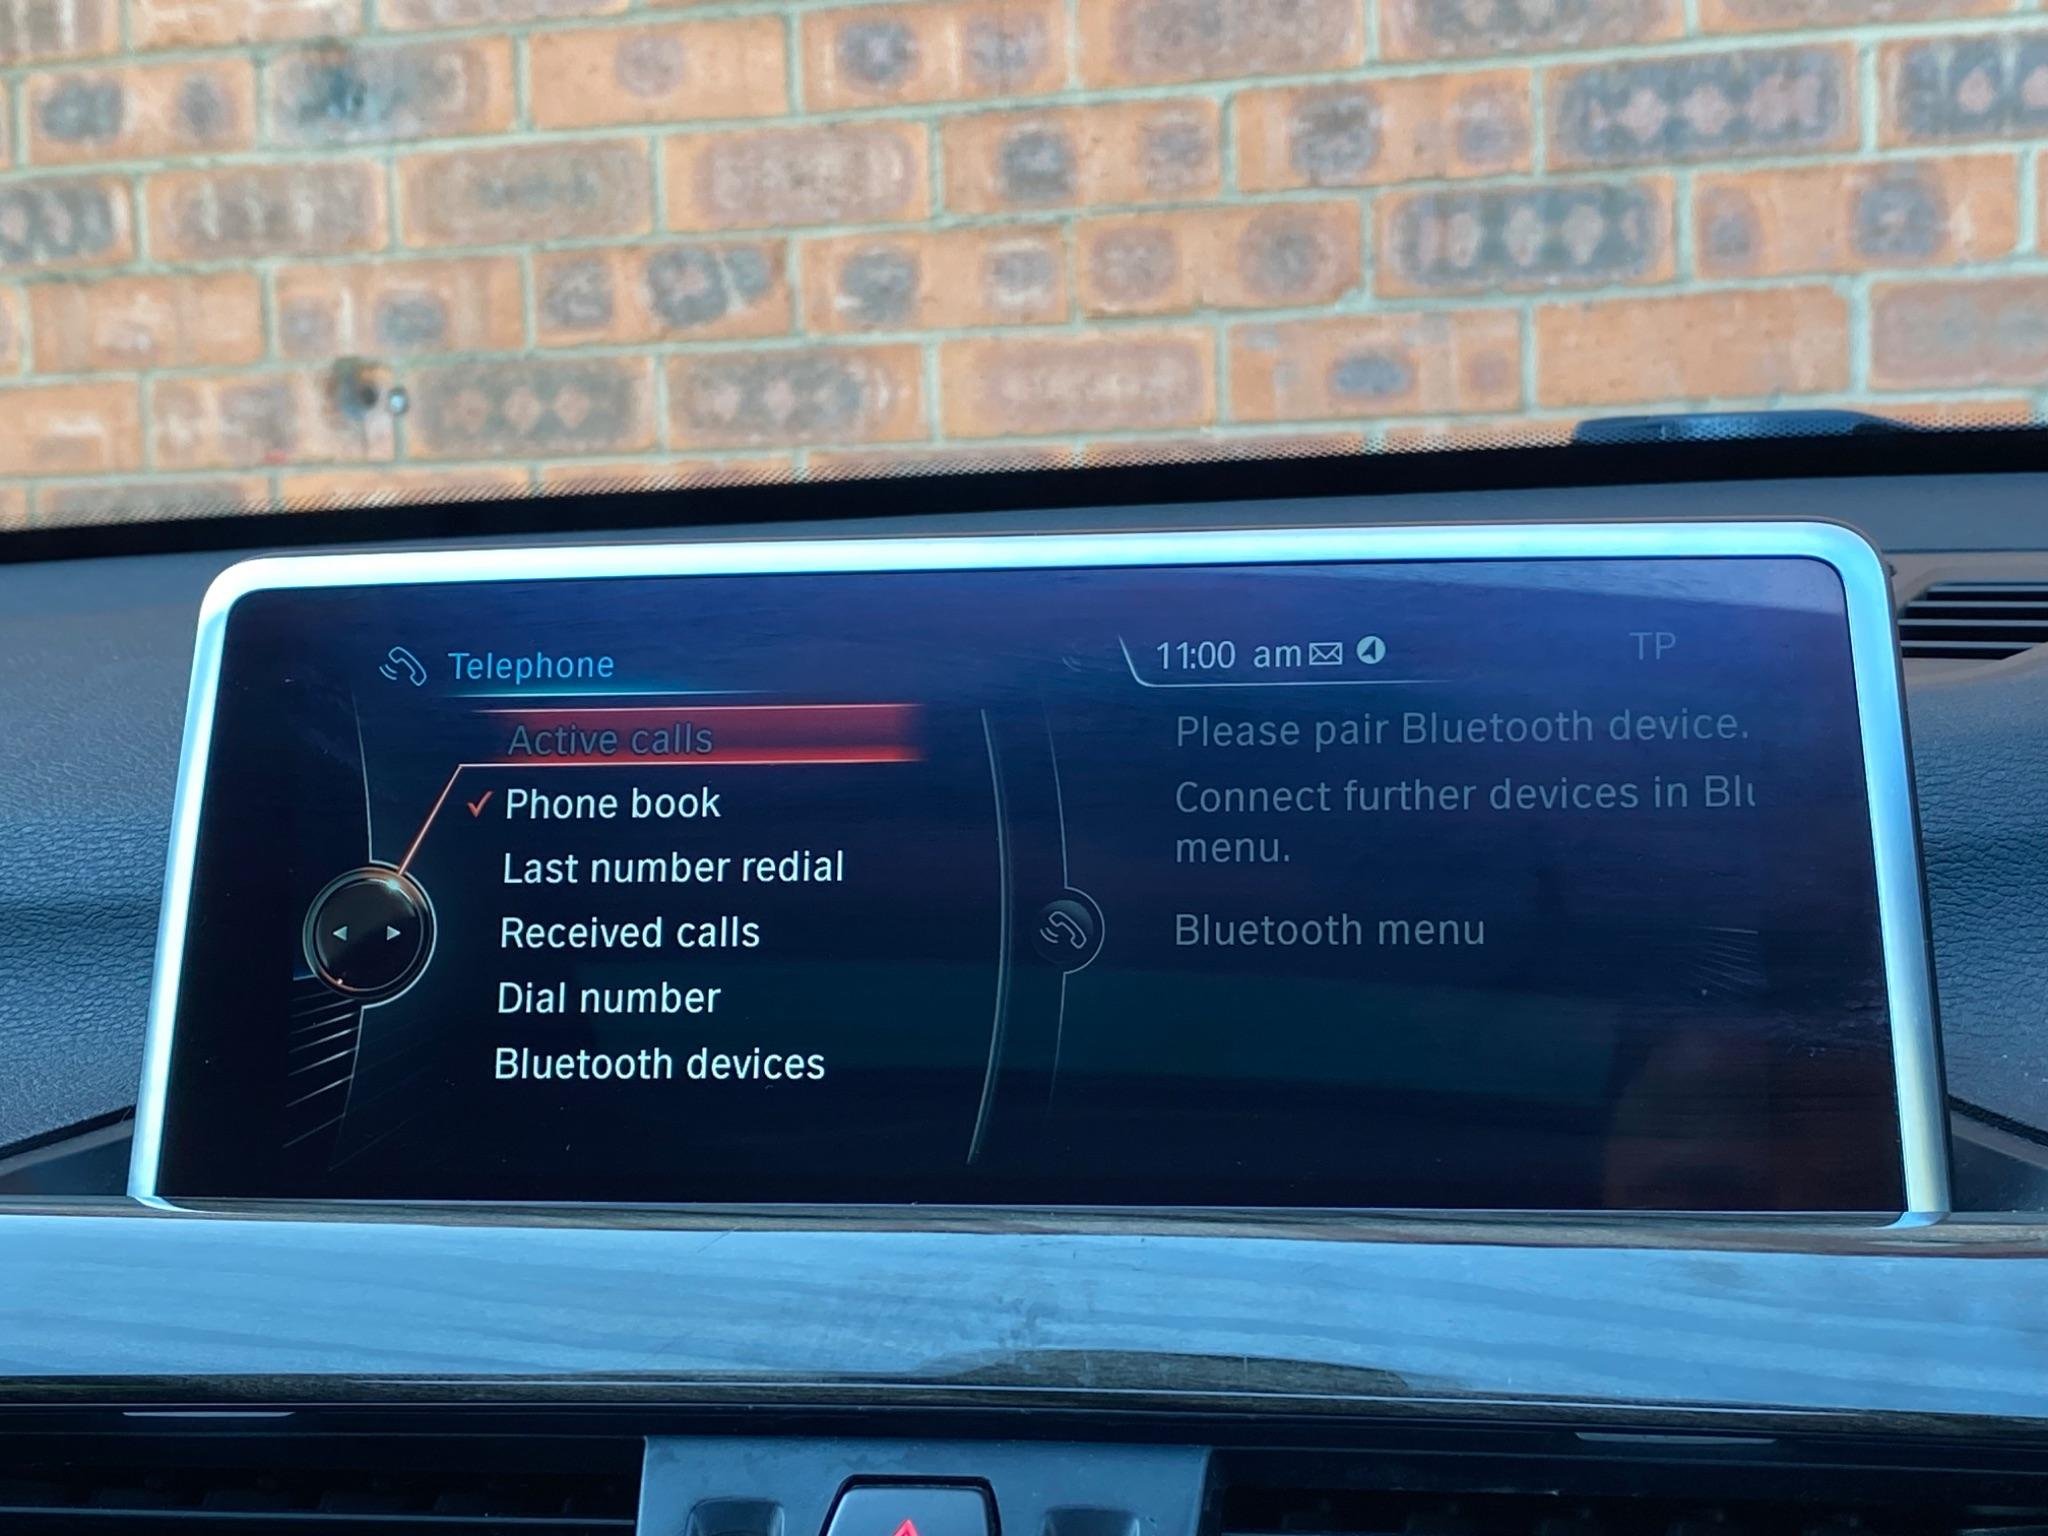 Telephone
Active calls
Phone book
Last number redial
Received calls
Dial number
Bluetooth devices
11:00 am
TP
Please pair Bluetooth device.
Connect further devices in Blu
menu.
Bluetooth menu